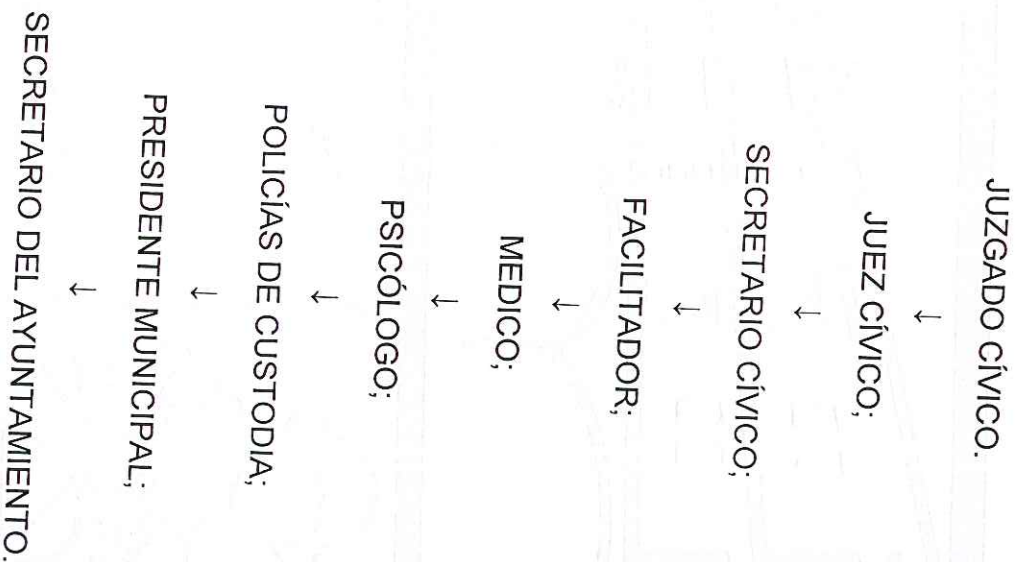 JUZGADO CÍVICO.
↓
JUEZ CÍVICO;
↓
SECRETARIO CÍVICO;
↓
FACILITADOR;
↓
MEDICO;
↓
PSICÓLOGO;
↓
POLICÍAS DE CUSTODIA;
↓
PRESIDENTE MUNICIPAL;
↓
SECRETARIO DEL AYUNTAMIENTO.